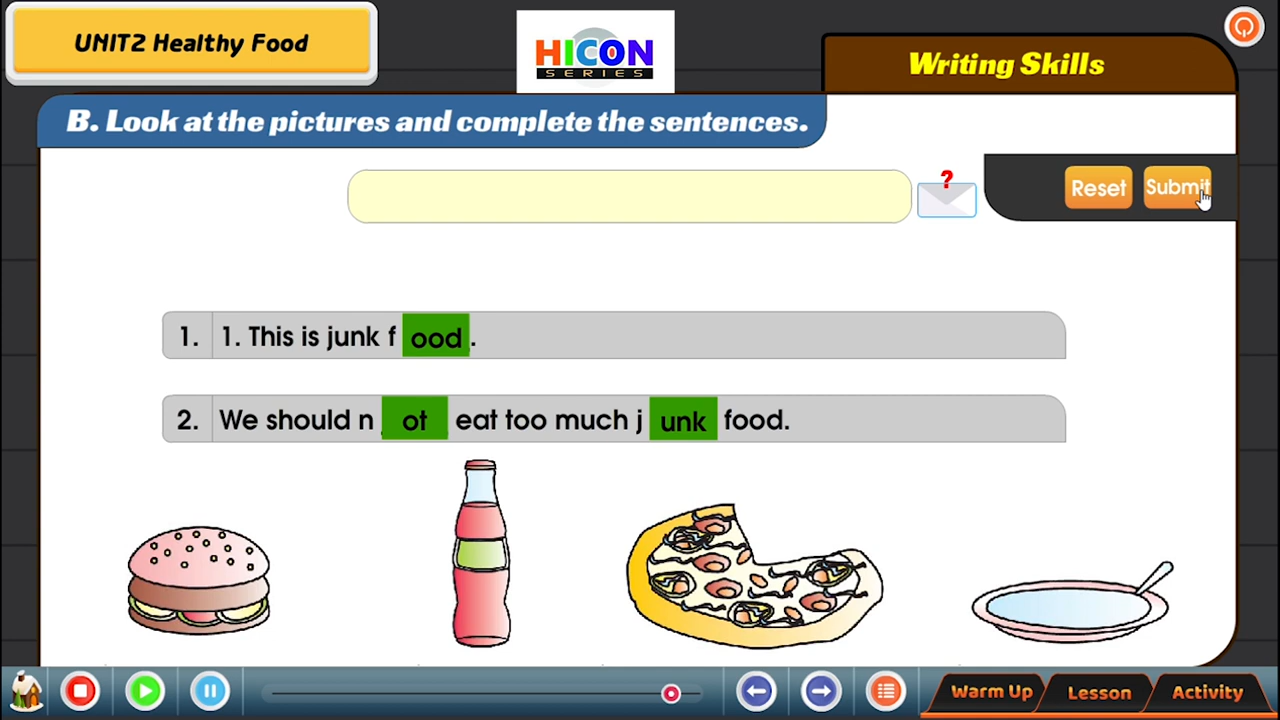 UNIT2 Healthy Food
HICON
SERIES
Writing Skills
B. Look at the pictures and complete the sentences.
?
Reset
Submit
1. 1. This is junk f ood .
2. We should n ot eat too much j unk food.
Warm Up
Lesson
Activity